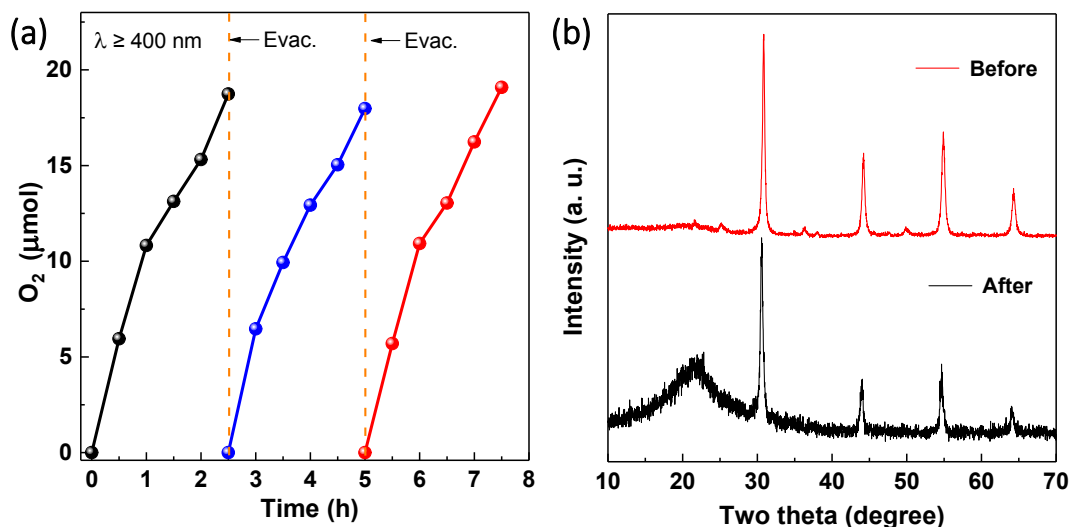 (a)
λ ≥ 400 nm
Evac.
Evac.
20
15
10
5
0
O₂ (μmol)
0 1 2 3 4 5 6 7 8
Time (h)
(b)
Before
After
Intensity (a. u.)
10 20 30 40 50 60 70
Two theta (degree)